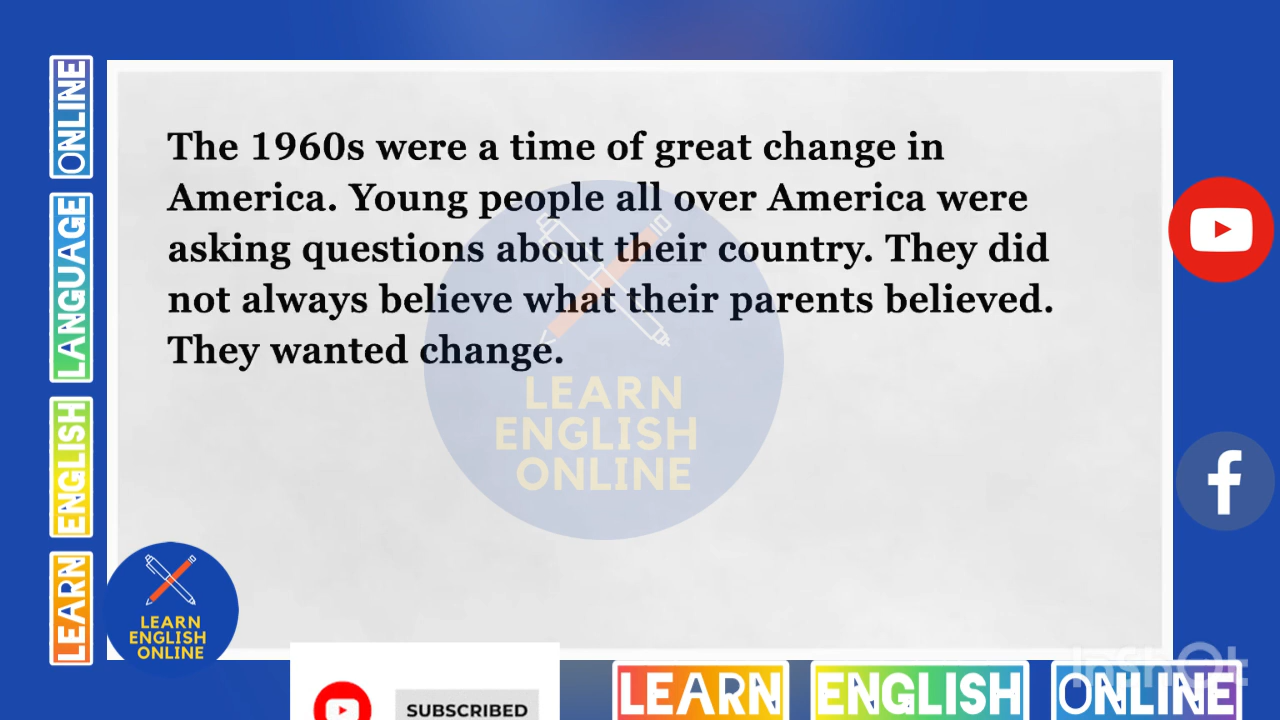 The 1960s were a time of great change in
America. Young people all over America were
asking questions about their country. They did
not always believe what their parents believed.
They wanted change.
LEARN
ENGLISH
ONLINE
LEARN ENGLISH LANGUAGE ONLINE
LEARN
ENGLISH
ONLINE
SUBSCRIBED
LEARN ENGLISH ONLINE
InShOt